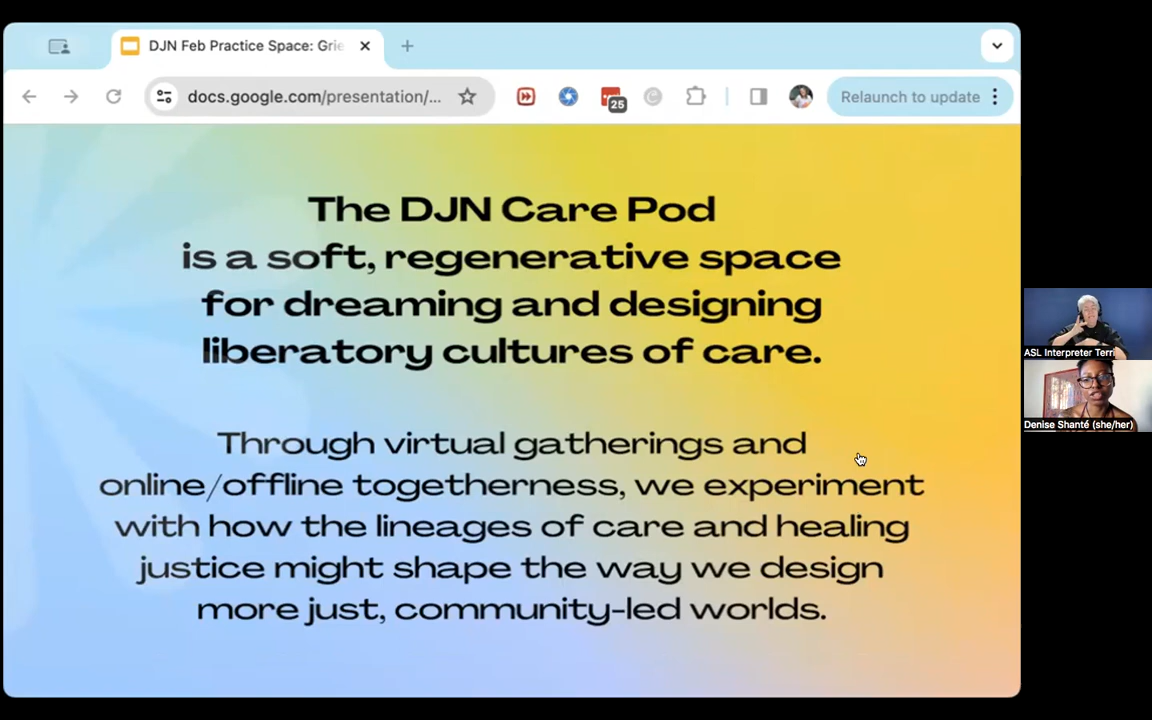 DJN Feb Practice Space: Grie
docs.google.com/presentation/...
25
Relaunch to update
The DJN Care Pod
is a soft, regenerative space
for dreaming and designing
liberatory cultures of care.
Through virtual gatherings and
online/offline togetherness, we experiment
with how the lineages of care and healing
justice might shape the way we design
more just, community-led worlds.
ASL Interpreter Terri
Denise Shanté (she/her)